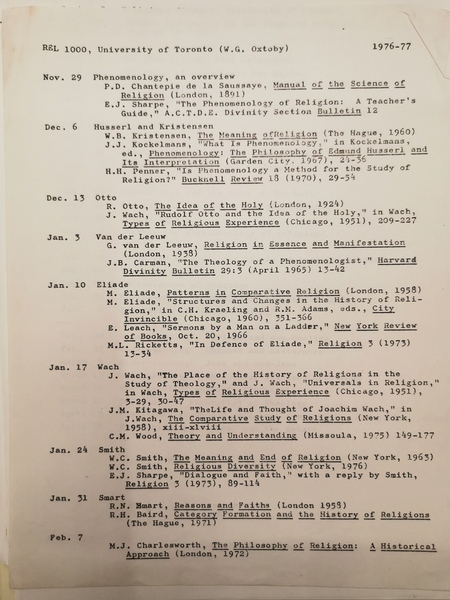 REL 1000, University of Toronto (W.G. Oxtoby) 1976-77
Nov. 29 Phenomenology, an overview
P.D. Chantepie de la Saussaye, Manual of the Science of
Religion (London, 1891)
E.J. Sharpe, "The Phenomenology of Religion: A Teacher's
Guide," A.C.T.D.E. Divinity Section Bulletin 12
Dec. 6 Husserl and Kristensen
W.B. Kristensen, The Meaning ofReligion (The Hague, 1960)
J.J. Kockelmans, "What Is Phenomenology," in Kockelmans,
ed., Phenomenology: The Philosophy of Edmund Husserl and
Its Interpretation (Garden City, 1967), 24-36
H.H. Penner, "Is Phenomenology a Method for the Study of
Religion?" Bucknell Review 18 (1970), 29-54
Dec. 13 Otto
R. Otto, The Idea of the Holy (London, 1924)
J. Wach, "Rudolf Otto and the Idea of the Holy," in Wach,
Types of Religious Experience (Chicago, 1951), 209-227
Jan. 3 Van der Leeuw
G. van der Leeuw, Religion in Essence and Manifestation
(London, 1938)
J.B. Carman, "The Theology of a Phenomenologist," Harvard
Divinity Bulletin 29:3 (April 1965) 13-42
Jan. 10 Eliade
M. Eliade, Patterns in Comparative Religion (London, 1958)
M. Eliade, "Structures and Changes in the History of Reli-
gion," in C.H. Kraeling and R.M. Adams, eds., City
Invincible (Chicago, 1960), 351-366
E. Leach, "Sermons by a Man on a Ladder," New York Review
of Books, Oct. 20, 1966
M.L. Ricketts, "In Defence of Eliade," Religion 3 (1973)
13-34
Jan. 17 Wach
J. Wach, "The Place of the History of Religions in the
Study of Theology," and J. Wach, "Universals in Religion,"
in Wach, Types of Religious Experience (Chicago, 1951),
3-29, 30-47
J.M. Kitagawa, "TheLife and Thought of Joachim Wach," in
J.Wach, The Comparative Study of Religions (New York,
1958), xiii-xlviii
C.M. Wood, Theory and Understanding (Missoula, 1975) 149-177
Jan. 24 Smith
W.C. Smith, The Meaning and End of Religion (New York, 1963)
W.C. Smith, Religious Diversity (New York, 1976)
E.J. Sharpe, "Dialogue and Faith," with a reply by Smith,
Religion 3 (1973), 89-114
Jan. 31 Smart
R.N. Smart, Reasons and Faiths (London 1958)
R.H. Baird, Category Formation and the History of Religions
(The Hague, 1971)
Feb. 7
M.J. Charlesworth, The Philosophy of Religion: A Historical
Approach (London, 1972)